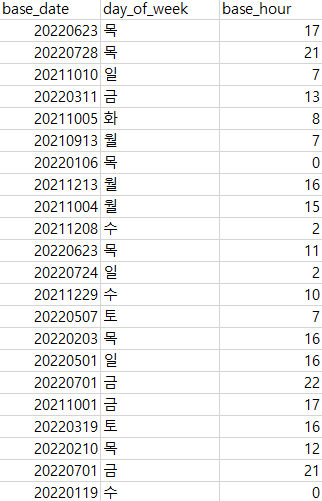 base_date day_of_week base_hour
20220623 목 17
20220728 목 21
20211010 일 7
20220311 금 13
20211005 화 8
20210913 월 7
20220106 목 0
20211213 월 16
20211004 월 15
20211208 수 2
20220623 목 11
20220724 일 2
20211229 수 10
20220507 토 7
20220203 목 16
20220501 일 16
20220701 금 22
20211001 금 17
20220319 토 16
20220210 목 12
20220701 금 21
20220119 수 0